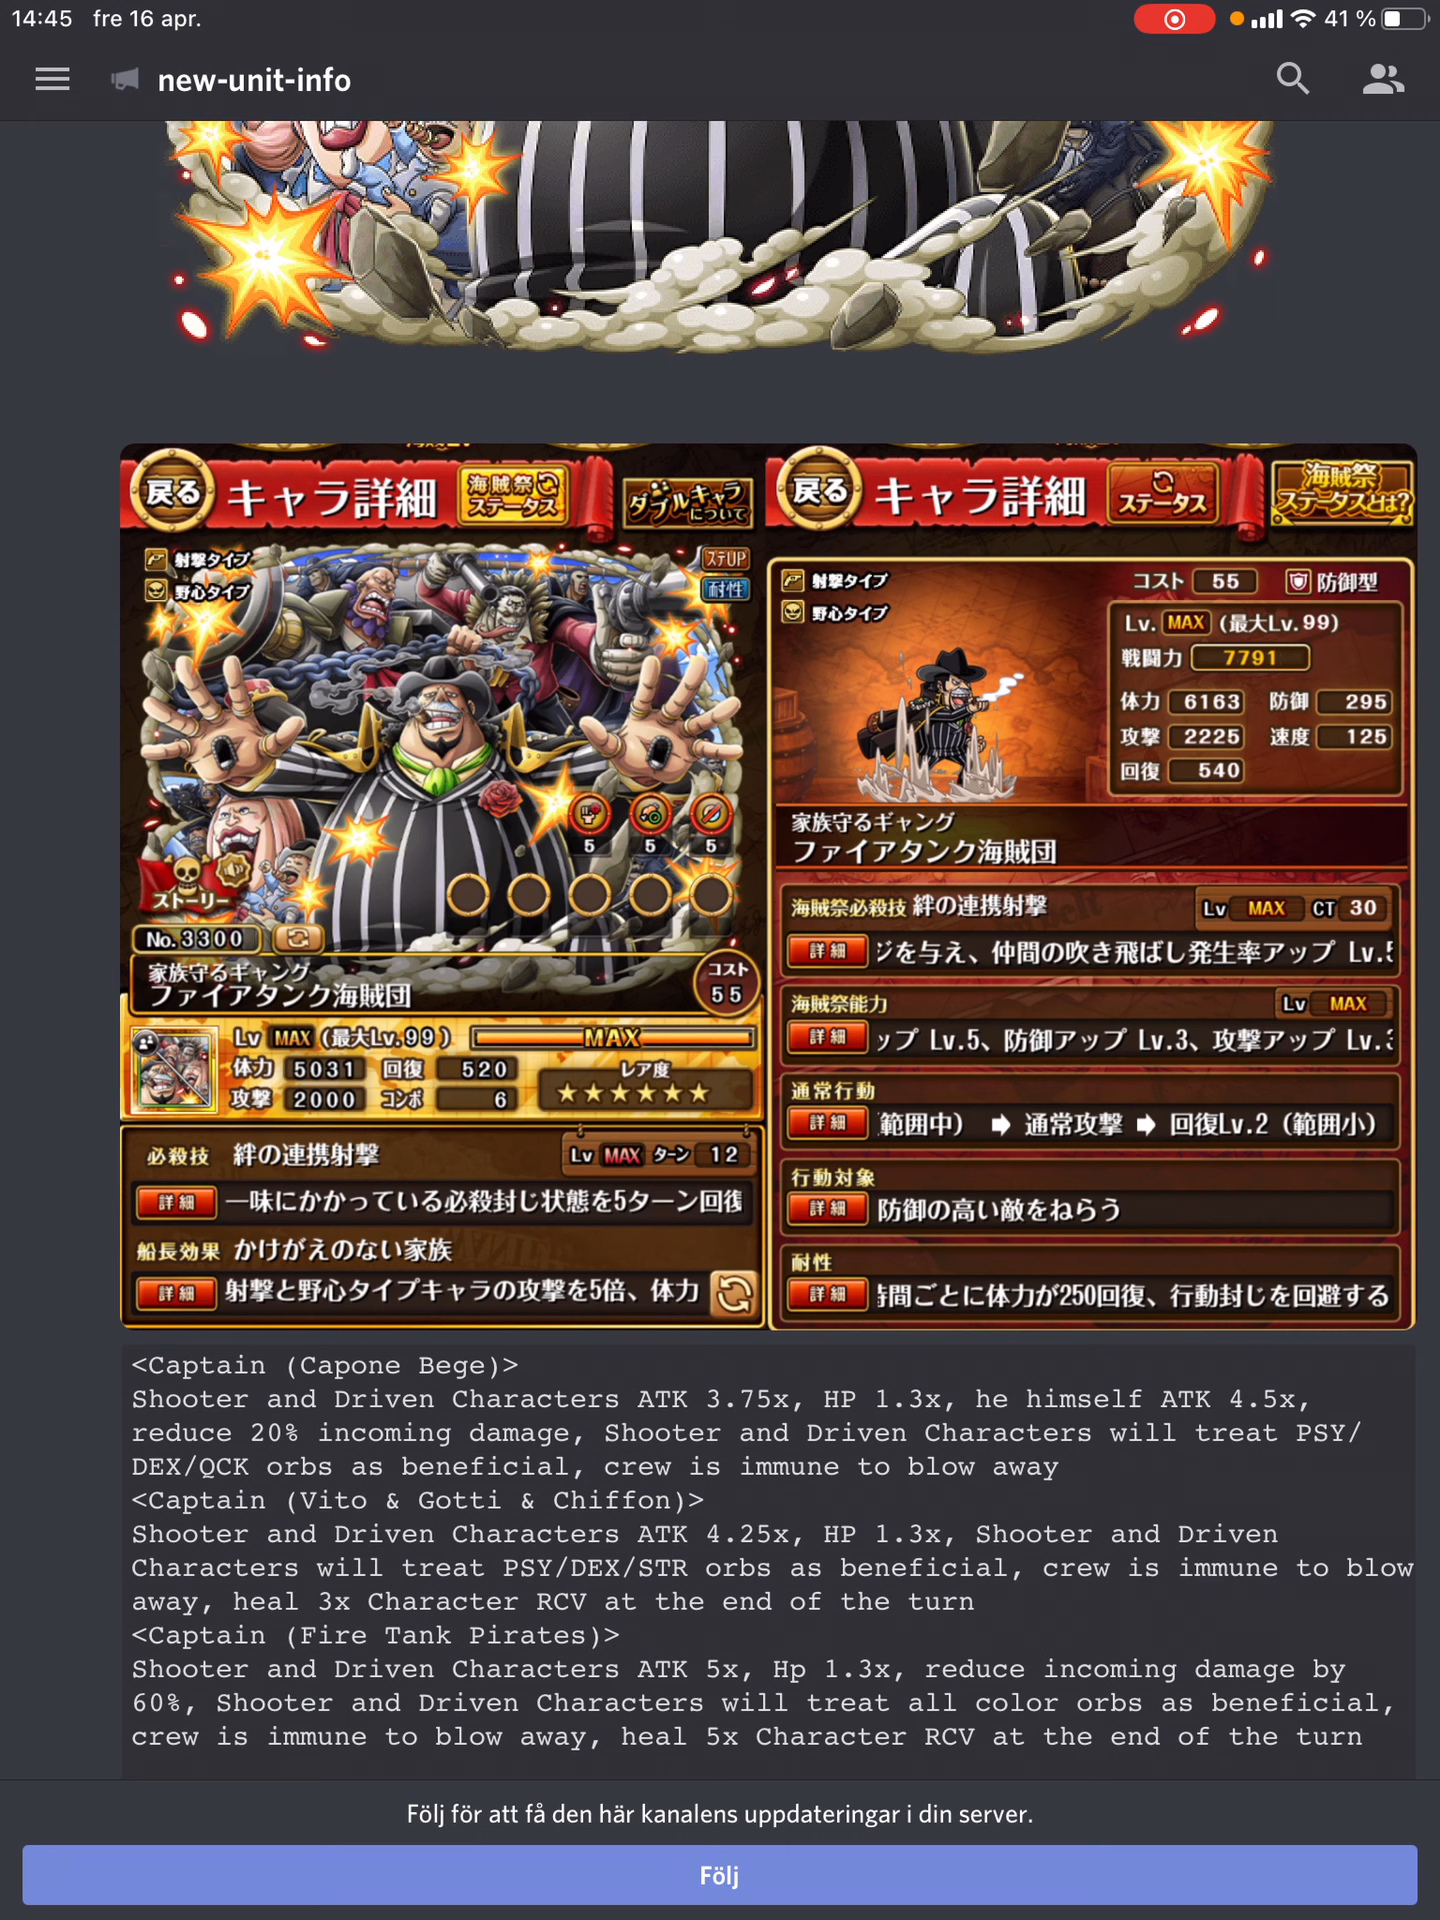 14:45 fre 16 apr.
41 %
new-unit-info
戻る キャラ詳細 海賊祭 ステータス ダブルキャラ について
射撃タイプ ステUP
野心タイプ 耐性
5 5 5
ストーリー
No.3300
家族守るギャング
ファイアタンク海賊団
コスト
55
Lv MAX (最大Lv.99) MAX
体力 5031 回復 520 レア度
攻撃 2000 コンボ 6 ★★★★★★
必殺技 絆の連携射撃 Lv MAX ターン 12
詳細 一味にかかっている必殺封じ状態を5ターン回復
船長効果 かけがえのない家族
詳細 射撃と野心タイプキャラの攻撃を5倍、体力
戻る キャラ詳細 ステータス 海賊祭 ステータスとは?
射撃タイプ コスト 55 防御型
野心タイプ
Lv. MAX (最大Lv.99)
戦闘力 7791
体力 6163 防御 295
攻撃 2225 速度 125
回復 540
家族守るギャング
ファイアタンク海賊団
海賊祭必殺技 絆の連携射撃 Lv MAX CT 30
詳細 ジを与え、仲間の吹き飛ばし発生率アップ Lv.5
海賊祭能力 Lv MAX
詳細 ップ Lv.5、防御アップ Lv.3、攻撃アップ Lv.3
通常行動
詳細 範囲中) ➡ 通常攻撃 ➡ 回復Lv.2(範囲小)
行動対象
詳細 防御の高い敵をねらう
耐性
詳細 時間ごとに体力が250回復、行動封じを回避する
<Captain (Capone Bege)>
Shooter and Driven Characters ATK 3.75x, HP 1.3x, he himself ATK 4.5x,
reduce 20% incoming damage, Shooter and Driven Characters will treat PSY/
DEX/QCK orbs as beneficial, crew is immune to blow away
<Captain (Vito & Gotti & Chiffon)>
Shooter and Driven Characters ATK 4.25x, HP 1.3x, Shooter and Driven
Characters will treat PSY/DEX/STR orbs as beneficial, crew is immune to blow
away, heal 3x Character RCV at the end of the turn
<Captain (Fire Tank Pirates)>
Shooter and Driven Characters ATK 5x, Hp 1.3x, reduce incoming damage by
60%, Shooter and Driven Characters will treat all color orbs as beneficial,
crew is immune to blow away, heal 5x Character RCV at the end of the turn
Följ för att få den här kanalens uppdateringar i din server.
Följ